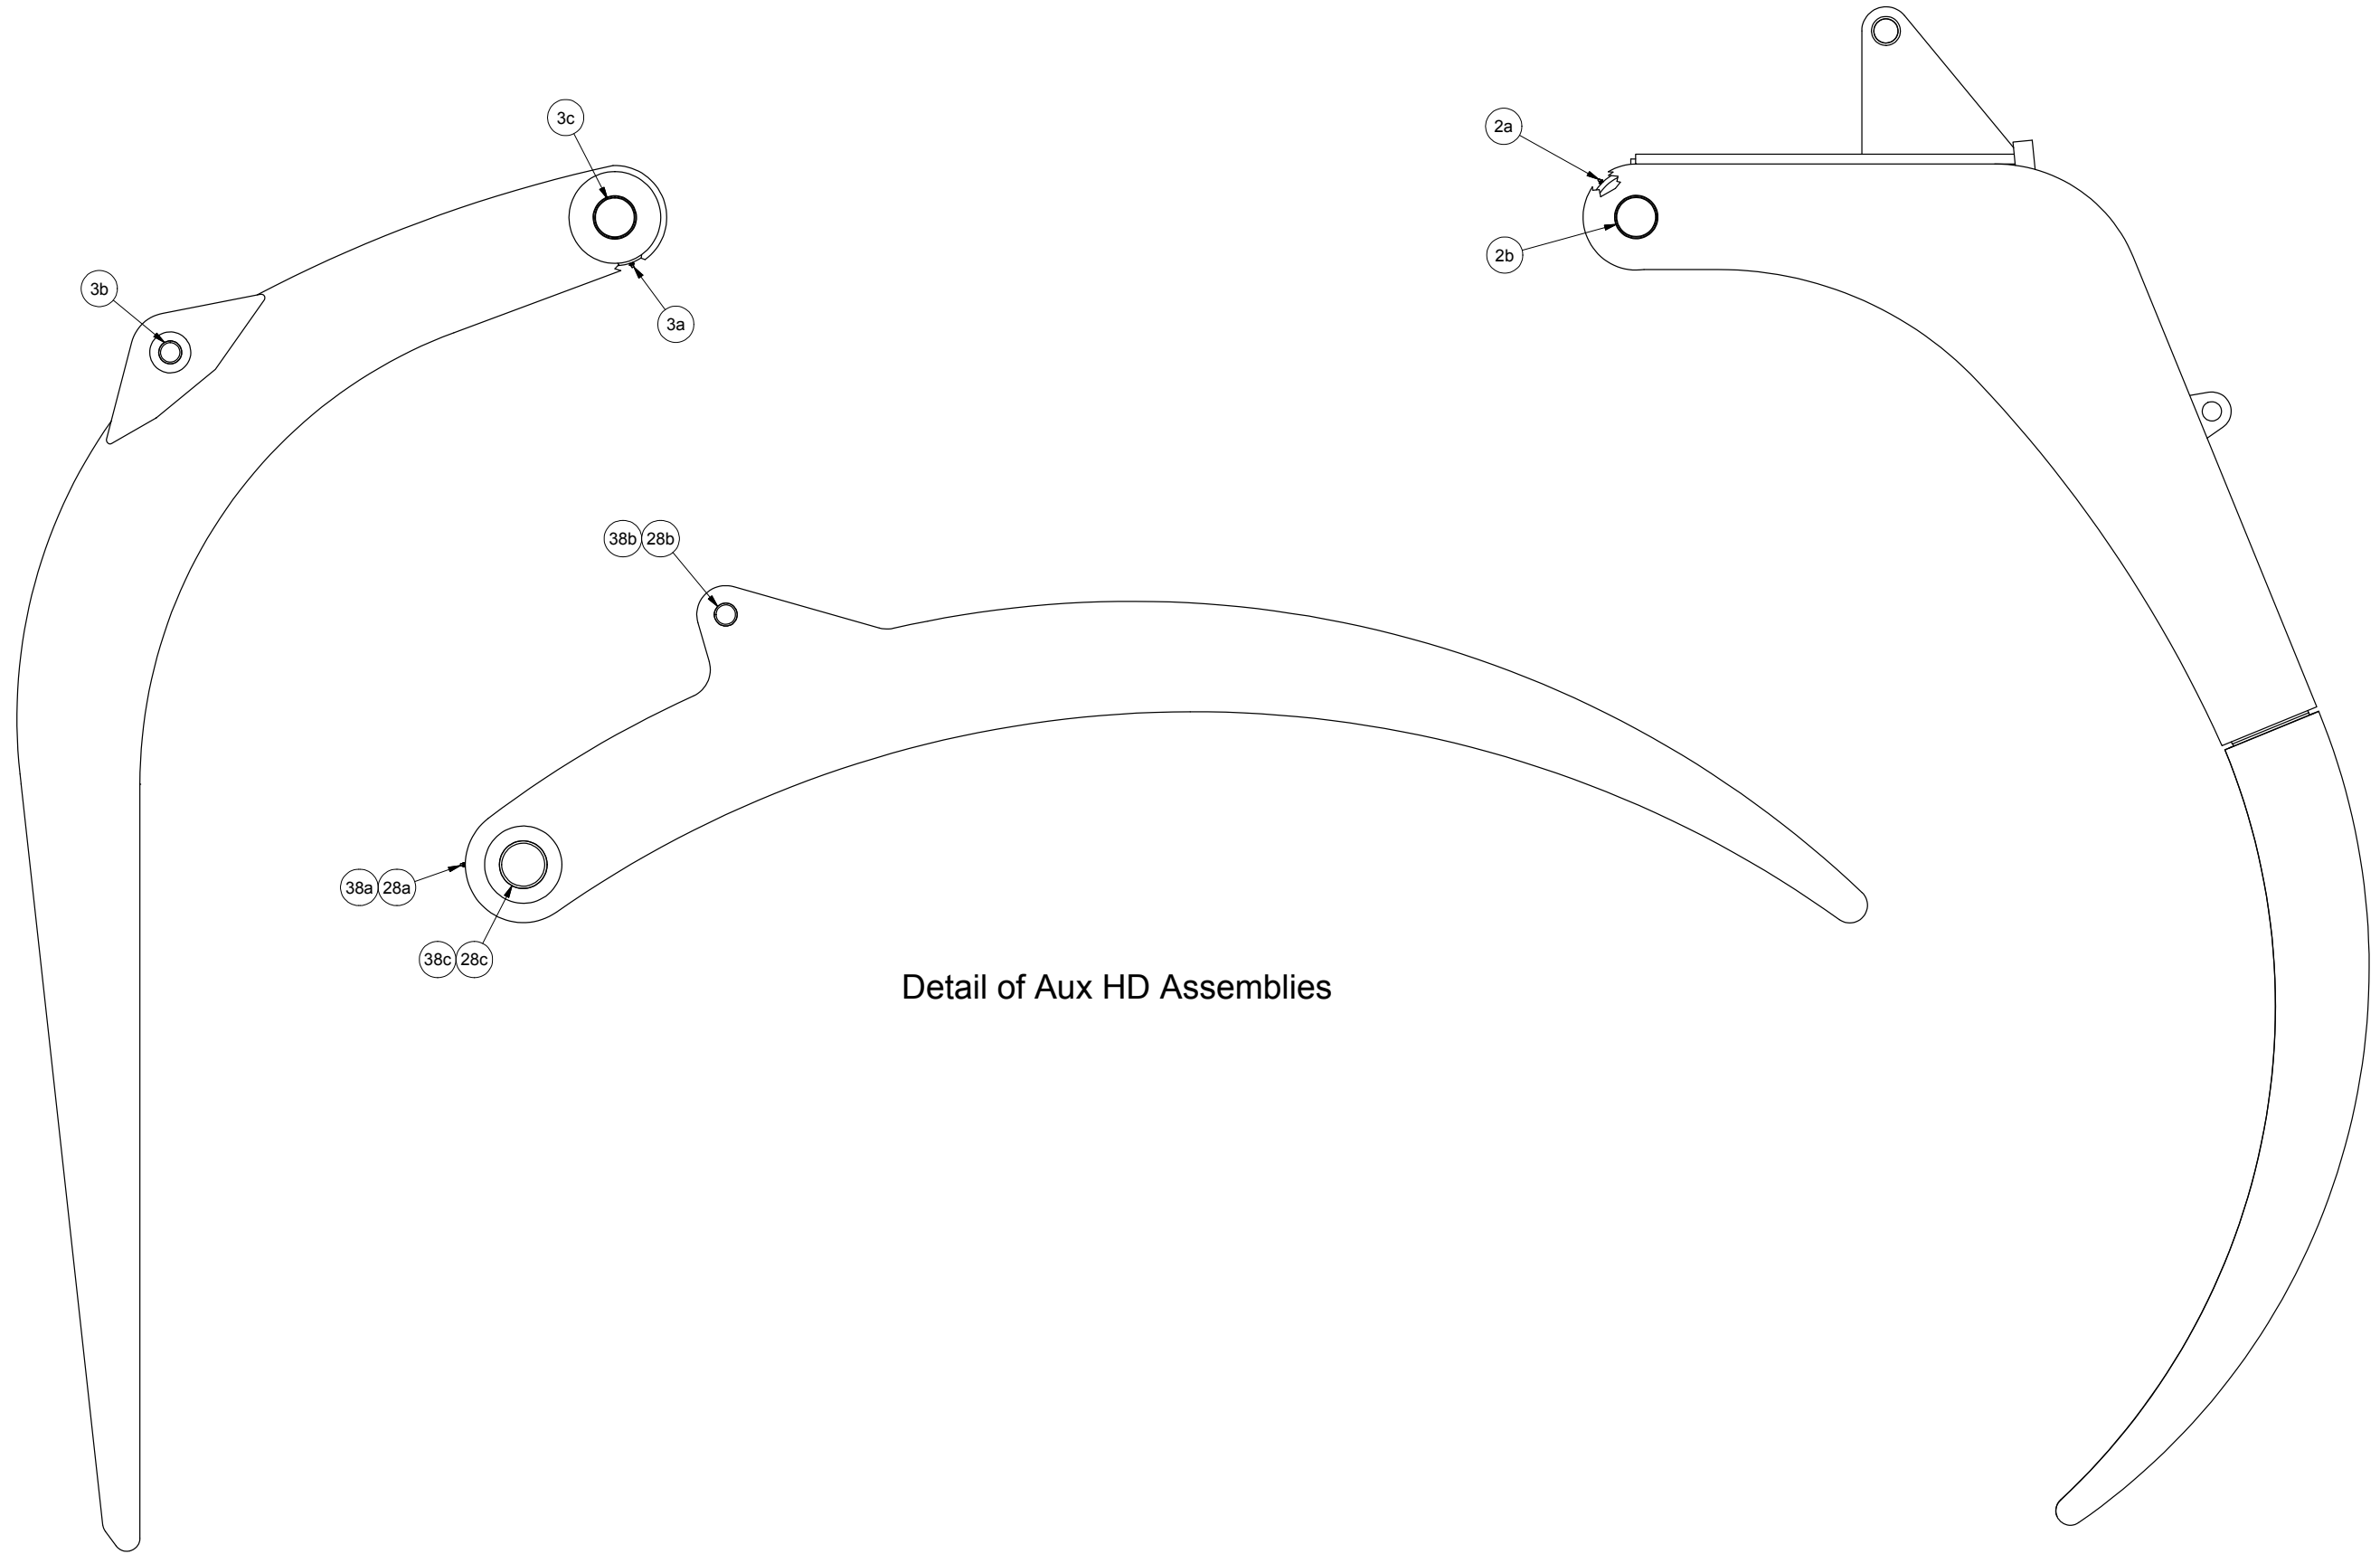 3c
2a
2b
3b
3a
38b 28b
38a 28a
38c 28c
Detail of Aux HD Assemblies